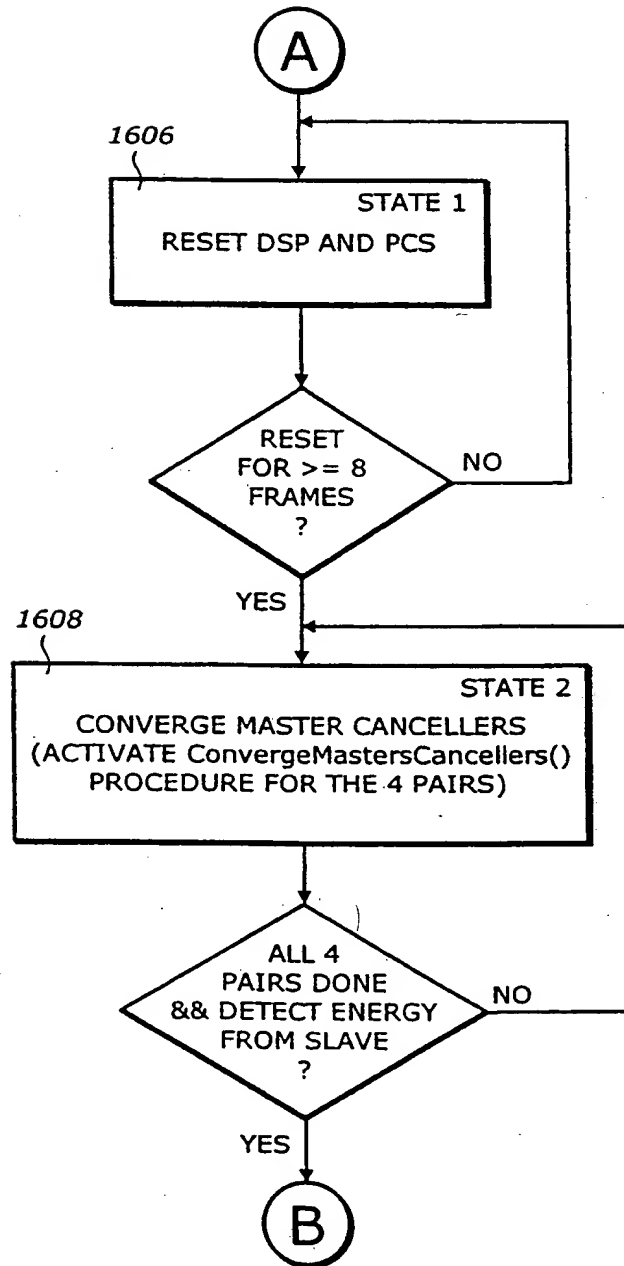 A
1606
STATE 1
RESET DSP AND PCS
RESET
FOR >= 8
FRAMES
?
NO
YES
1608
STATE 2
CONVERGE MASTER CANCELLERS
(ACTIVATE ConvergeMastersCancellers()
PROCEDURE FOR THE 4 PAIRS)
ALL 4
PAIRS DONE
&& DETECT ENERGY
FROM SLAVE
?
NO
YES
B